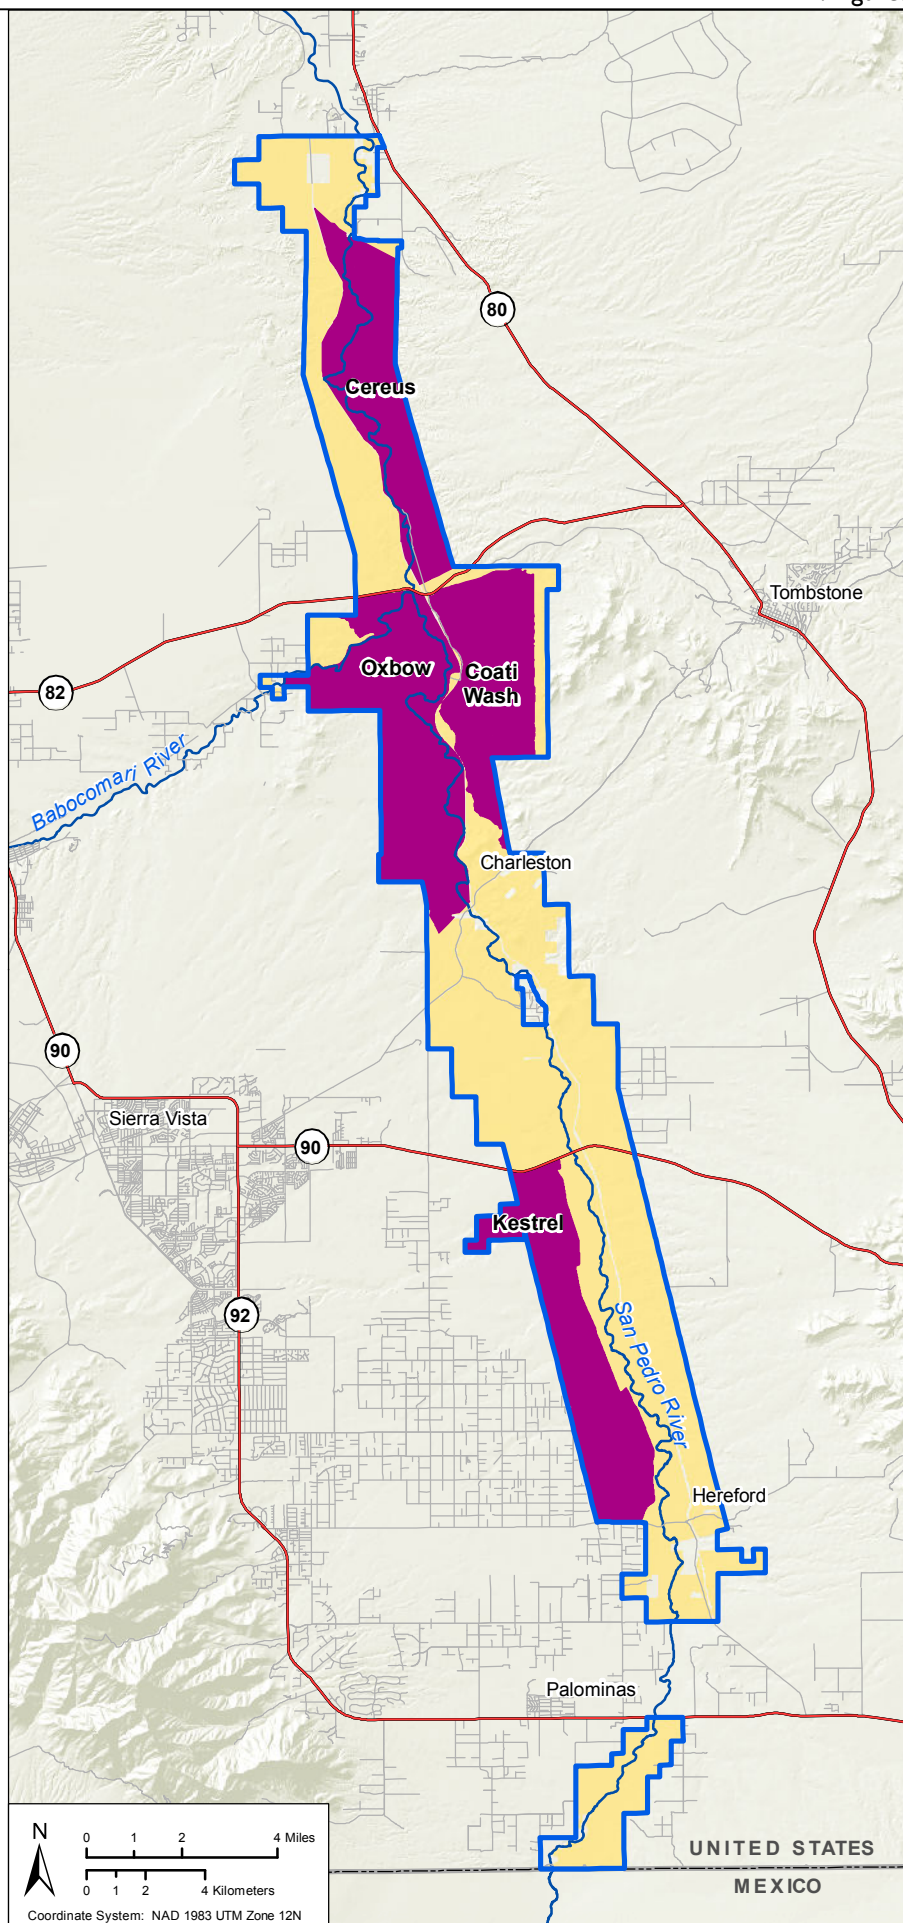 80
Cereus
Tombstone
Oxbow
Coati
Wash
82
Babocomari River
Charleston
90
Sierra Vista
90
Kestrel
92
San Pedro River
Hereford
Palominas
N
0 1 2 4 Miles
0 1 2 4 Kilometers
Coordinate System: NAD 1983 UTM Zone 12N
UNITED STATES
MEXICO